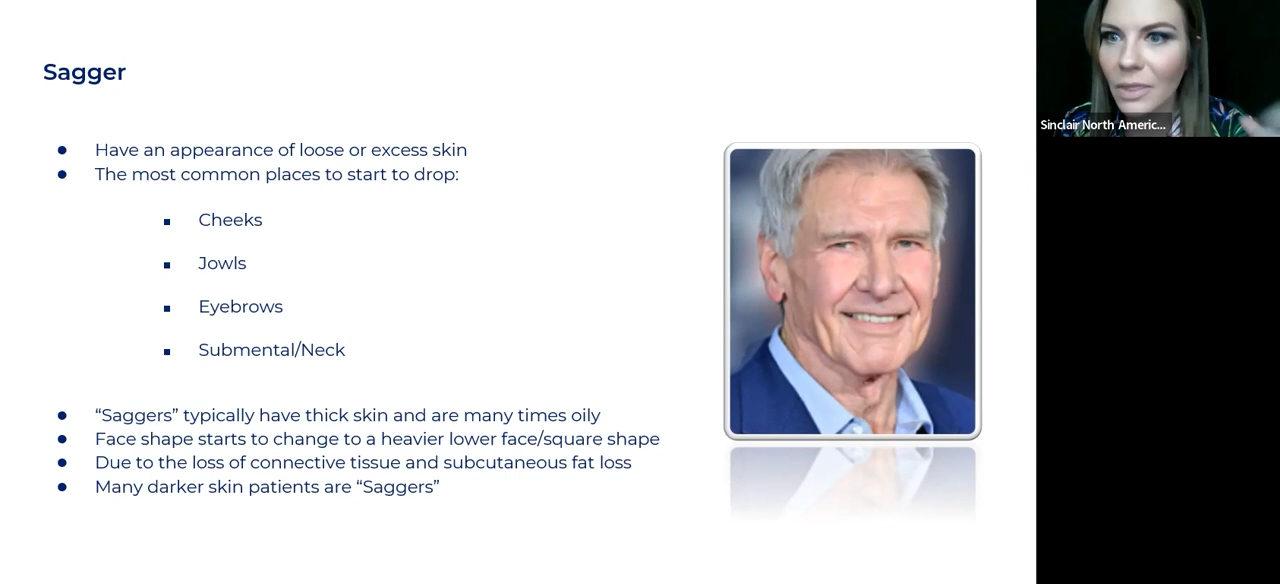 Sagger
Have an appearance of loose or excess skin
The most common places to start to drop:
Cheeks
Jowls
Eyebrows
Submental/Neck
“Saggers” typically have thick skin and are many times oily
Face shape starts to change to a heavier lower face/square shape
Due to the loss of connective tissue and subcutaneous fat loss
Many darker skin patients are “Saggers”
Sinclair North Americ...